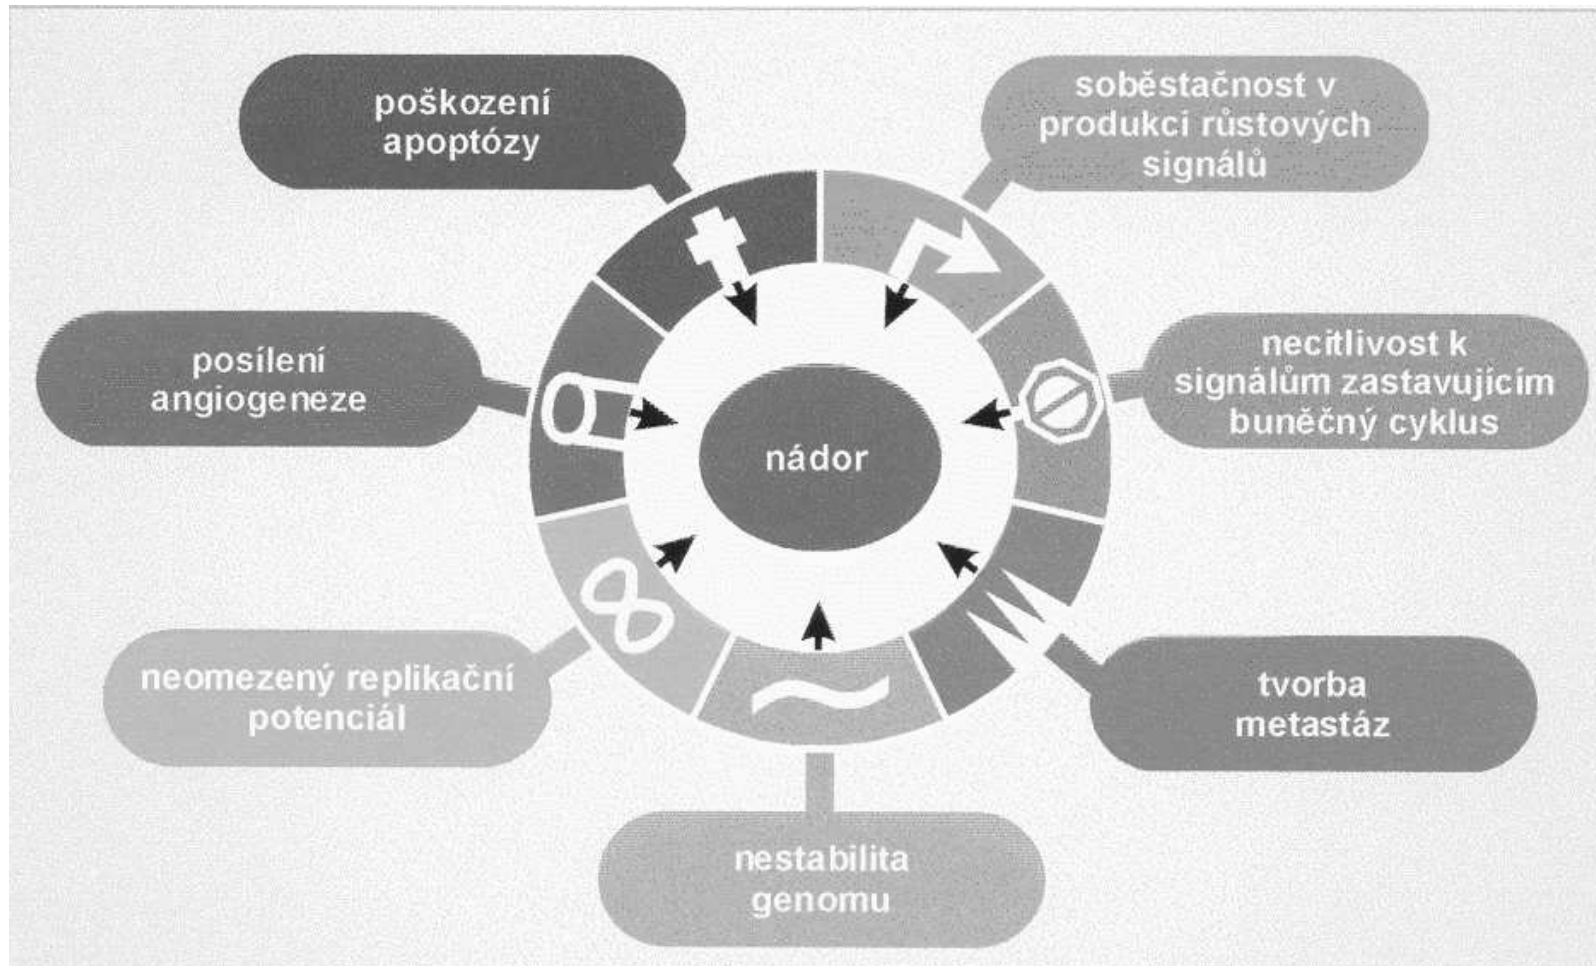 poškození
apoptózy
soběstačnost v
produkci růstových
signálů
posílení
angiogeneze
necitlivost k
signálům zastavujícím
buněčný cyklus
nádor
neomezený replikační
potenciál
tvorba
metastáz
nestabilita
genomu